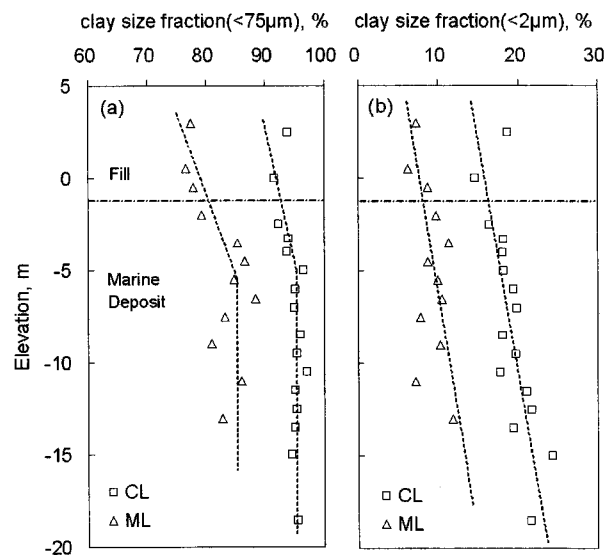 clay size fraction(<75μm), %
clay size fraction(<2μm), %
60 70 80 90 100
0 10 20 30
5
(a)
(b)
Fill
0
Marine
Deposit
-5
Elevation, m
-10
-15
-20
CL
ML
CL
ML